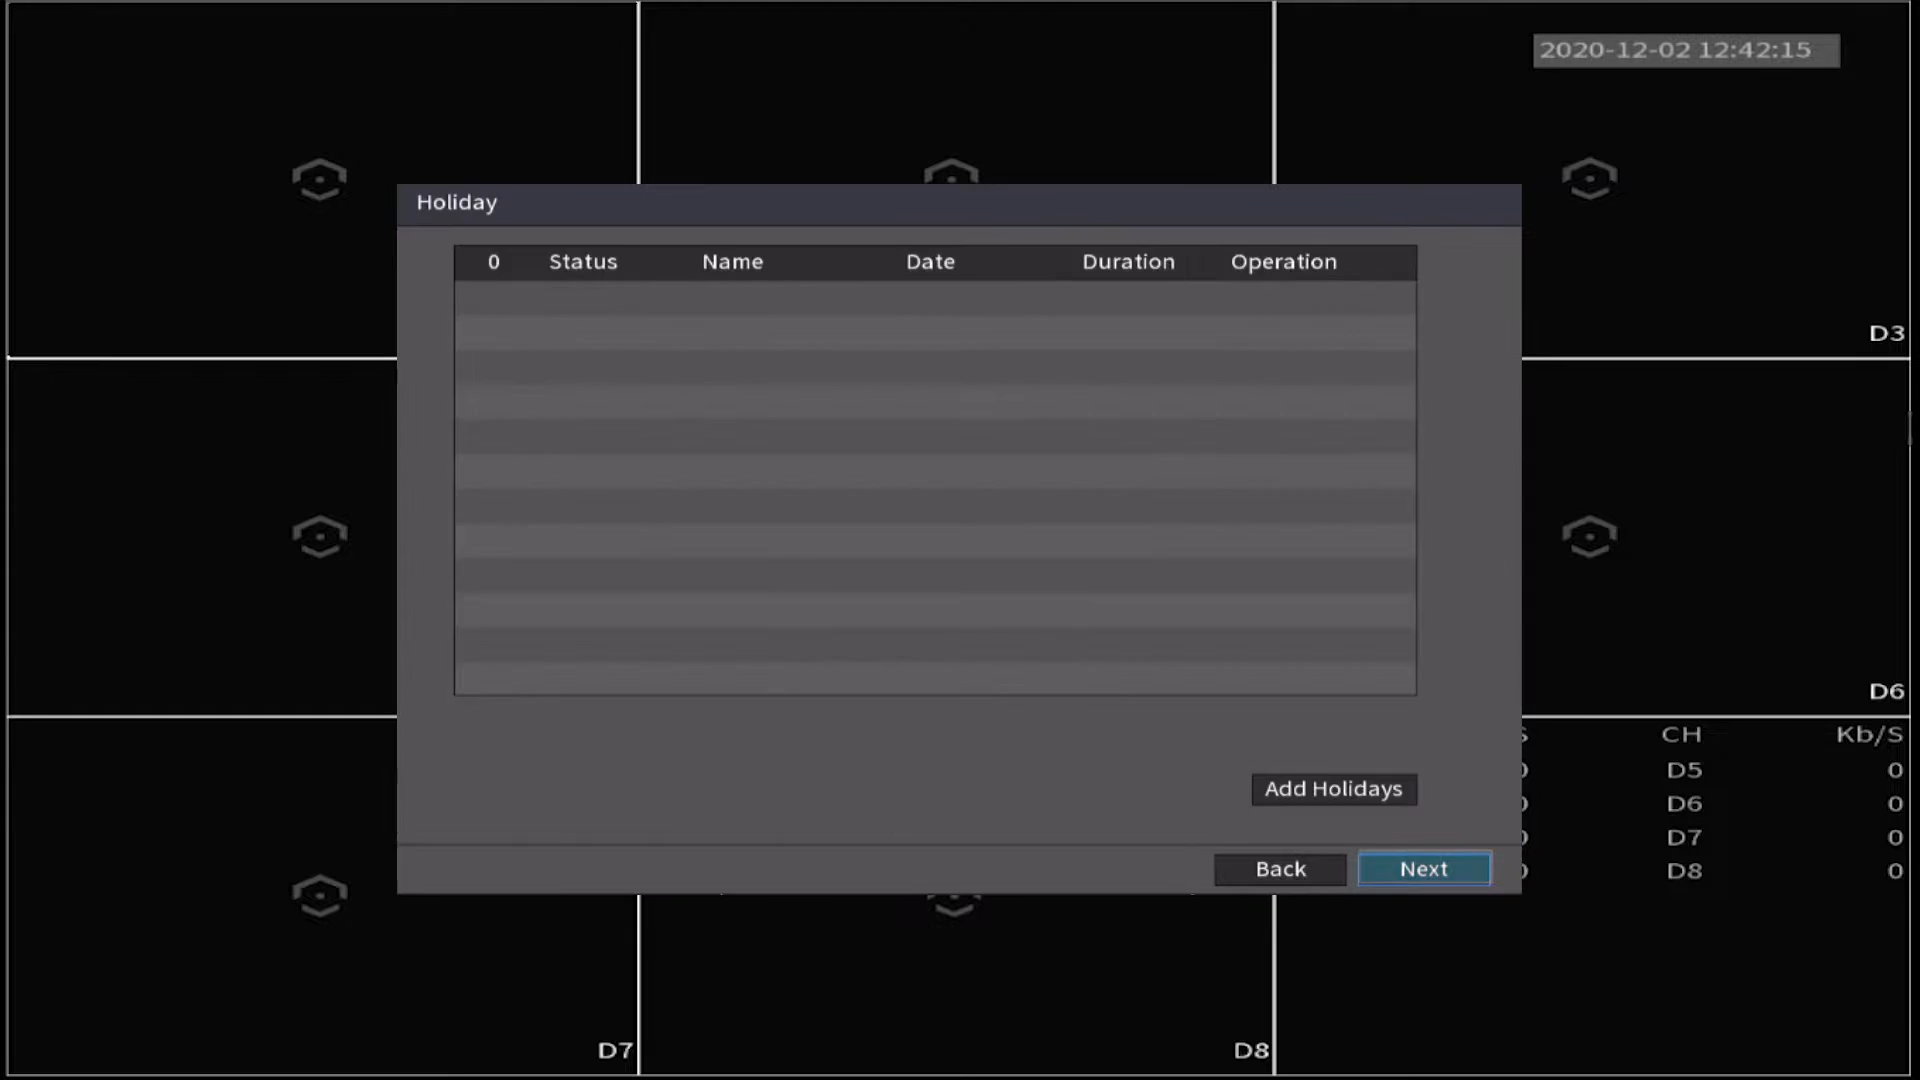 2020-12-02 12:42:15
Holiday
0 Status Name Date Duration Operation
D3
D6
CH Kb/S
D5 0
D6 0
D7 0
D8 0
Add Holidays
Back Next
D7 D8